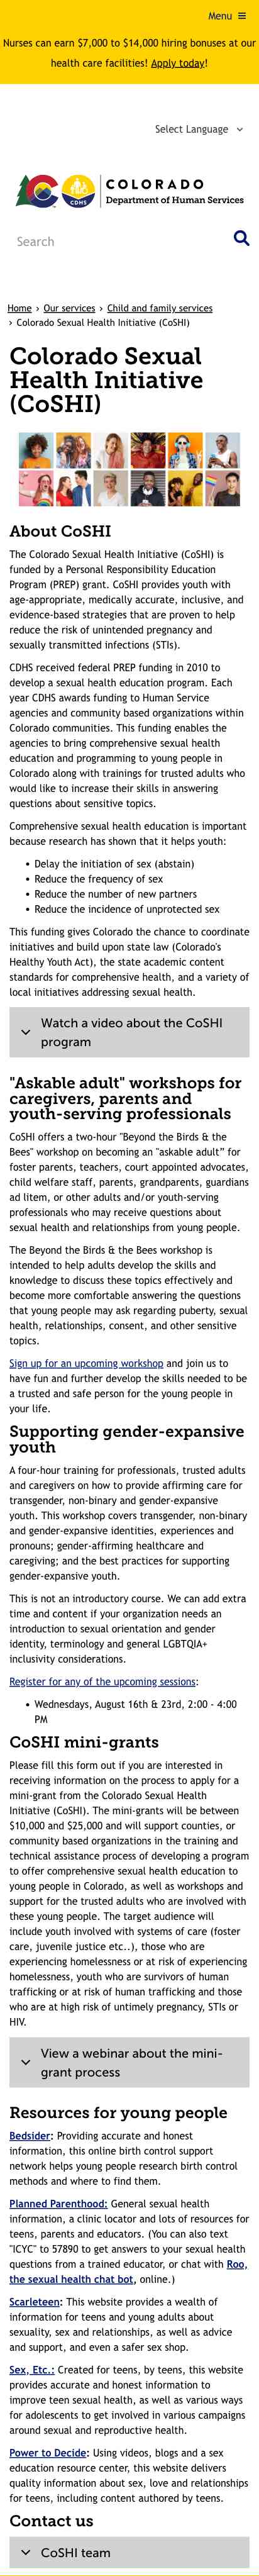 Menu
Nurses can earn $7,000 to $14,000 hiring bonuses at our
health care facilities! Apply today!
Select Language
COLORADO
CDHS
Department of Human Services
Search
Home › Our services › Child and family services
› Colorado Sexual Health Initiative (CoSHI)
Colorado Sexual
Health Initiative
(CoSHI)
About CoSHI
The Colorado Sexual Health Initiative (CoSHI) is
funded by a Personal Responsibility Education
Program (PREP) grant. CoSHI provides youth with
age-appropriate, medically accurate, inclusive, and
evidence-based strategies that are proven to help
reduce the risk of unintended pregnancy and
sexually transmitted infections (STIs).
CDHS received federal PREP funding in 2010 to
develop a sexual health education program. Each
year CDHS awards funding to Human Service
agencies and community based organizations within
Colorado communities. This funding enables the
agencies to bring comprehensive sexual health
education and programming to young people in
Colorado along with trainings for trusted adults who
would like to increase their skills in answering
questions about sensitive topics.
Comprehensive sexual health education is important
because research has shown that it helps youth:
• Delay the initiation of sex (abstain)
• Reduce the frequency of sex
• Reduce the number of new partners
• Reduce the incidence of unprotected sex
This funding gives Colorado the chance to coordinate
initiatives and build upon state law (Colorado's
Healthy Youth Act), the state academic content
standards for comprehensive health, and a variety of
local initiatives addressing sexual health.
Watch a video about the CoSHI
program
"Askable adult" workshops for
caregivers, parents and
youth-serving professionals
CoSHI offers a two-hour "Beyond the Birds & the
Bees" workshop on becoming an "askable adult” for
foster parents, teachers, court appointed advocates,
child welfare staff, parents, grandparents, guardians
ad litem, or other adults and/or youth-serving
professionals who may receive questions about
sexual health and relationships from young people.
The Beyond the Birds & the Bees workshop is
intended to help adults develop the skills and
knowledge to discuss these topics effectively and
become more comfortable answering the questions
that young people may ask regarding puberty, sexual
health, relationships, consent, and other sensitive
topics.
Sign up for an upcoming workshop and join us to
have fun and further develop the skills needed to be
a trusted and safe person for the young people in
your life.
Supporting gender-expansive
youth
A four-hour training for professionals, trusted adults
and caregivers on how to provide affirming care for
transgender, non-binary and gender-expansive
youth. This workshop covers transgender, non-binary
and gender-expansive identities, experiences and
pronouns; gender-affirming healthcare and
caregiving; and the best practices for supporting
gender-expansive youth.
This is not an introductory course. We can add extra
time and content if your organization needs an
introduction to sexual orientation and gender
identity, terminology and general LGBTQIA+
inclusivity considerations.
Register for any of the upcoming sessions:
• Wednesdays, August 16th & 23rd, 2:00 - 4:00
PM
CoSHI mini-grants
Please fill this form out if you are interested in
receiving information on the process to apply for a
mini-grant from the Colorado Sexual Health
Initiative (CoSHI). The mini-grants will be between
$10,000 and $25,000 and will support counties, or
community based organizations in the training and
technical assistance process of developing a program
to offer comprehensive sexual health education to
young people in Colorado, as well as workshops and
support for the trusted adults who are involved with
these young people. The target audience will
include youth involved with systems of care (foster
care, juvenile justice etc..), those who are
experiencing homelessness or at risk of experiencing
homelessness, youth who are survivors of human
trafficking or at risk of human trafficking and those
who are at high risk of untimely pregnancy, STIs or
HIV.
View a webinar about the mini-
grant process
Resources for young people
Bedsider: Providing accurate and honest
information, this online birth control support
network helps young people research birth control
methods and where to find them.
Planned Parenthood: General sexual health
information, a clinic locator and lots of resources for
teens, parents and educators. (You can also text
"ICYC" to 57890 to get answers to your sexual health
questions from a trained educator, or chat with Roo,
the sexual health chat bot, online.)
Scarleteen: This website provides a wealth of
information for teens and young adults about
sexuality, sex and relationships, as well as advice
and support, and even a safer sex shop.
Sex, Etc.: Created for teens, by teens, this website
provides accurate and honest information to
improve teen sexual health, as well as various ways
for adolescents to get involved in various campaigns
around sexual and reproductive health.
Power to Decide: Using videos, blogs and a sex
education resource center, this website delivers
quality information about sex, love and relationships
for teens, including content authored by teens.
Contact us
CoSHI team